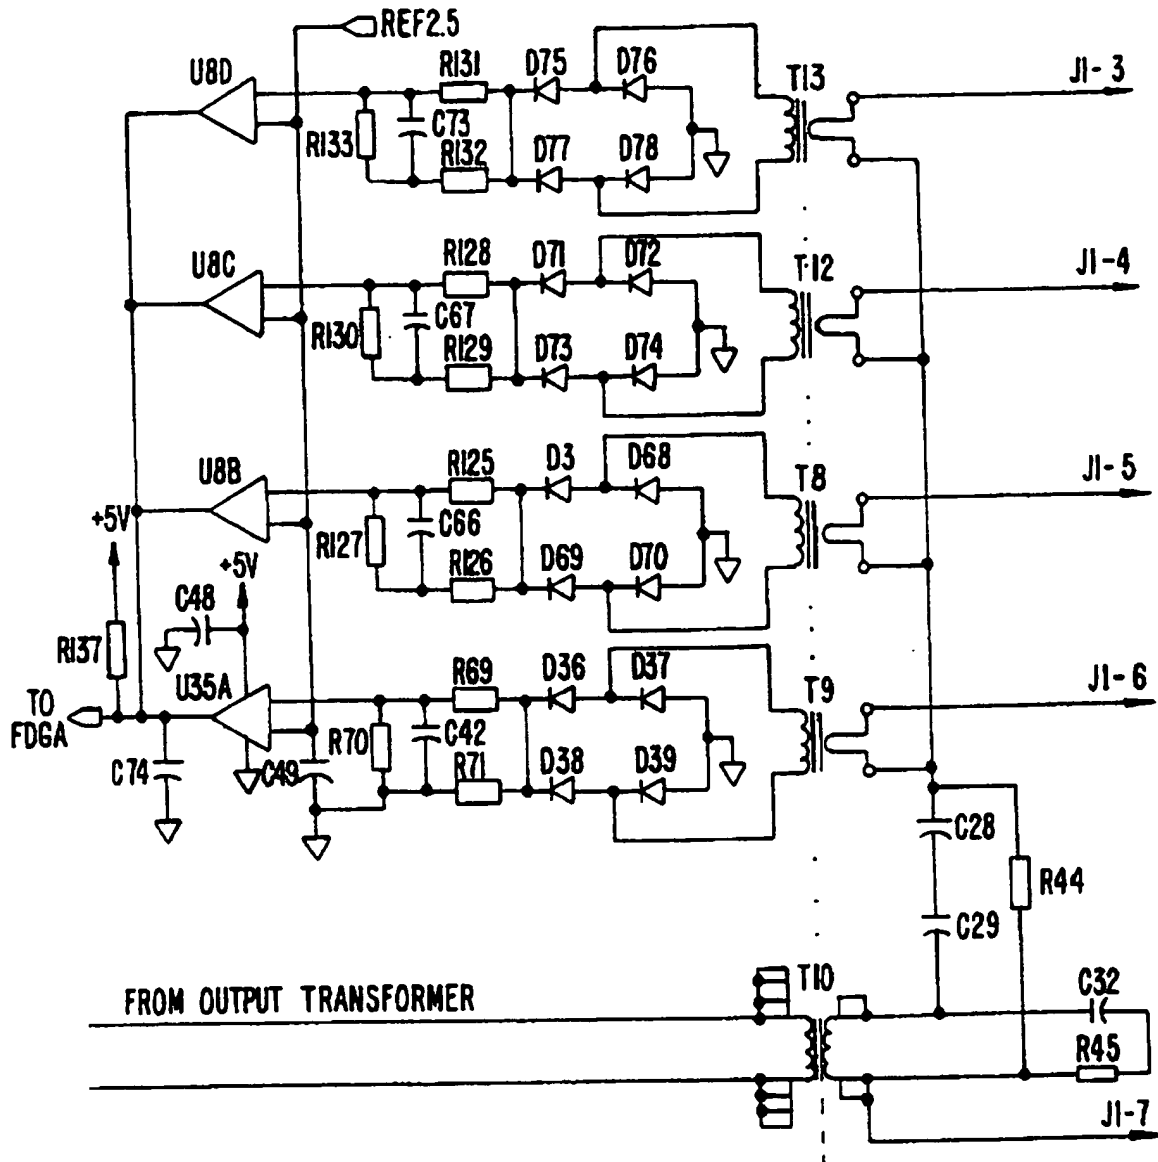 REF2.5
U8D
R131
D75
D76
T13
J1-3
R133
C73
R132
D77
D78
U8C
R128
D71
D72
T12
J1-4
R130
C67
R129
D73
D74
U8B
R125
D3
D68
T8
J1-5
+5V
R127
C66
R126
D69
D70
+5V
C48
R137
U35A
R69
D36
D37
T9
J1-6
TO
FDGA
C74
C49
R70
C42
R71
D38
D39
C28
R44
C29
FROM OUTPUT TRANSFORMER
T10
C32
R45
J1-7